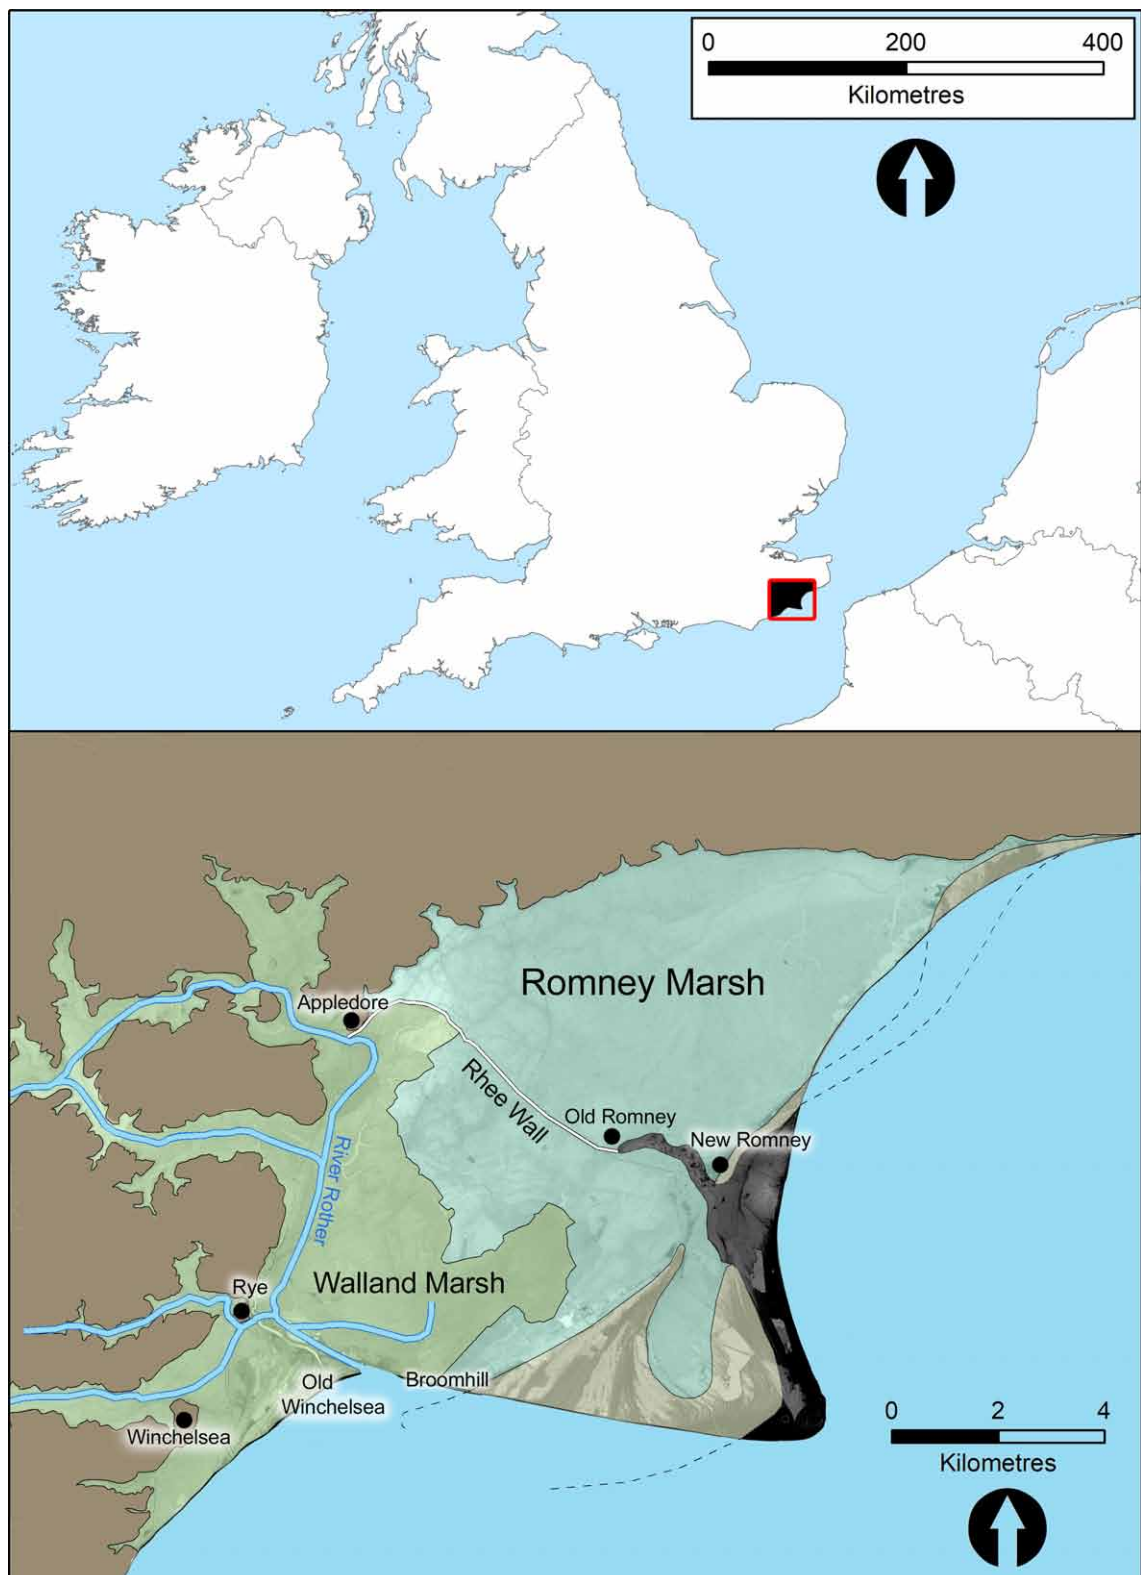 0 200 400
Kilometres
Romney Marsh
Appledore
Rhee Wall
Old Romney
New Romney
River Rother
Walland Marsh
Rye
Broomhill
Old
Winchelsea
Winchelsea
0 2 4
Kilometres